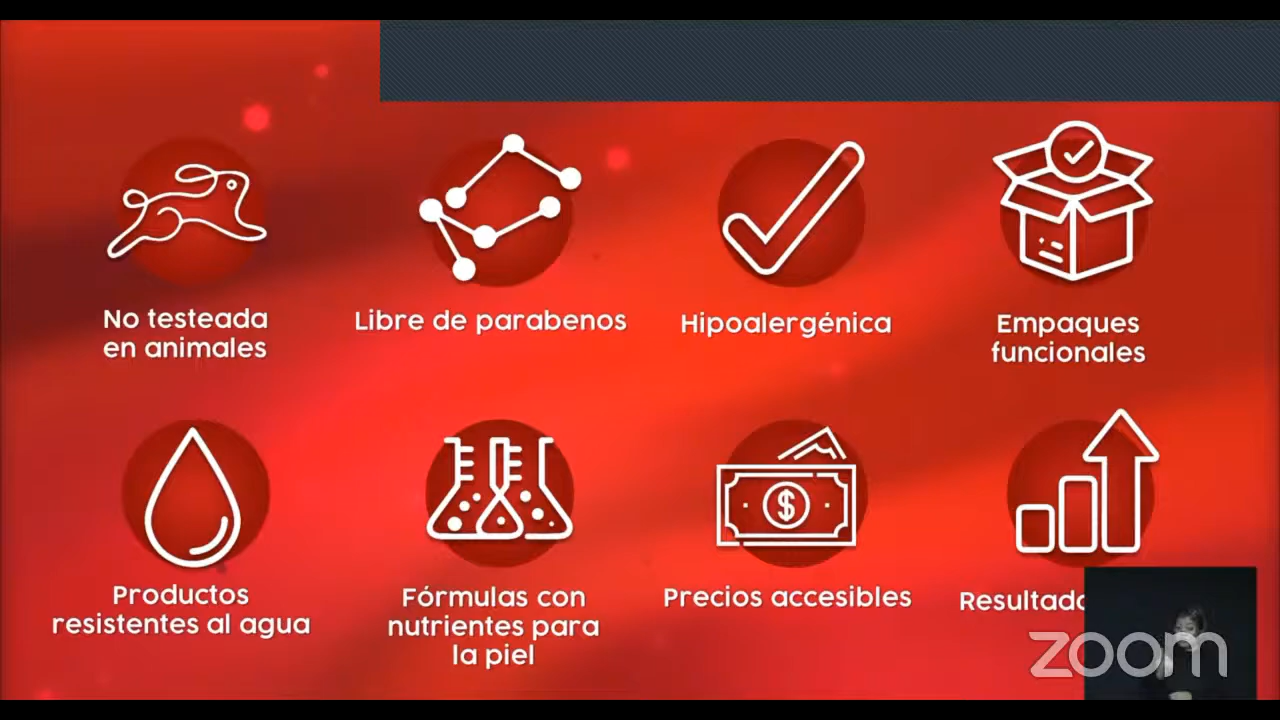 No testeada
en animales
Libre de parabenos
Hipoalergénica
Empaques
funcionales
Productos
resistentes al agua
Fórmulas con
nutrientes para
la piel
Precios accesibles
zoom